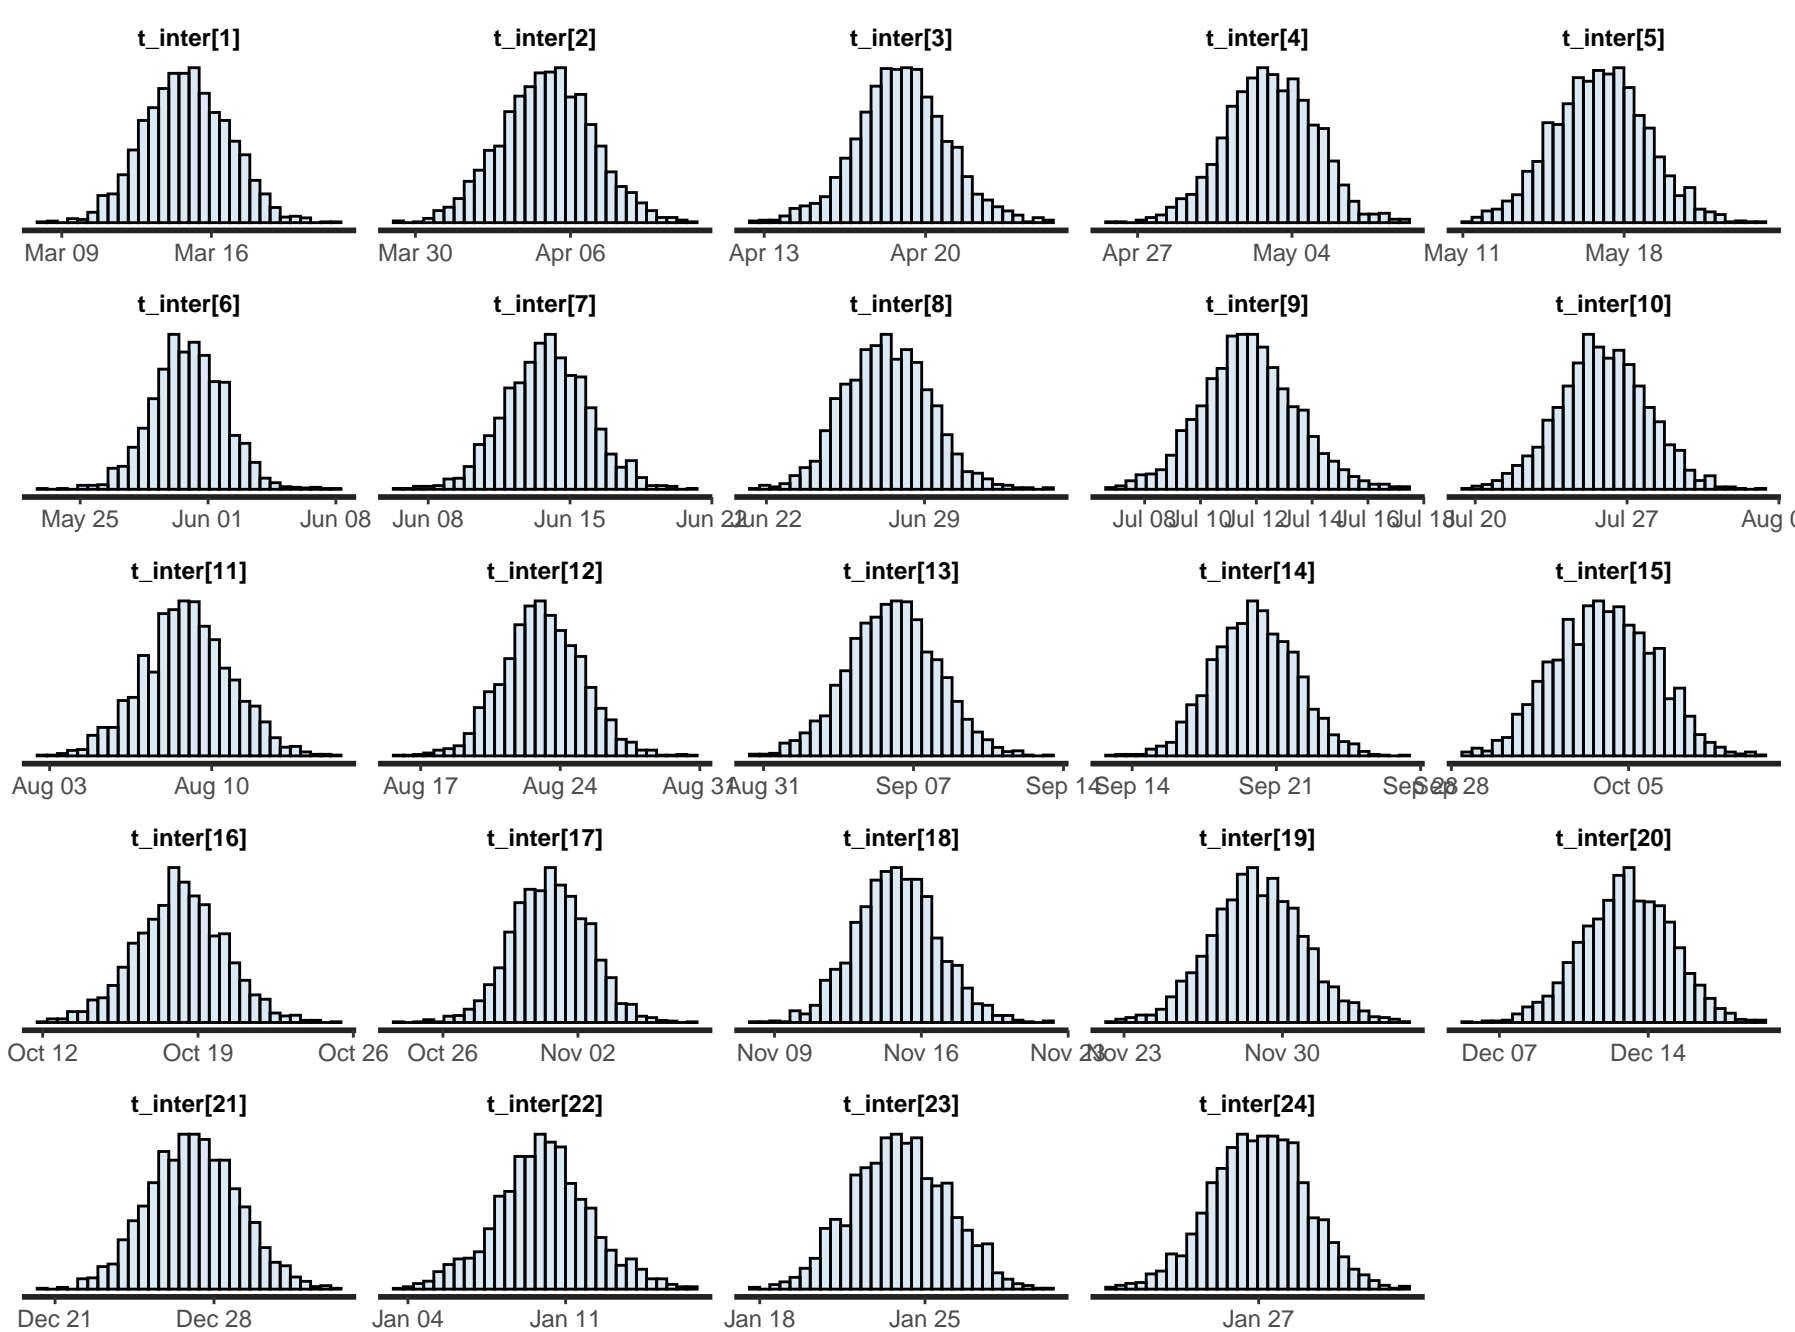 t_inter[1] t_inter[2] t_inter[3] t_inter[4] t_inter[5]
Mar 09 Mar 16 Mar 30 Apr 06 Apr 13 Apr 20 Apr 27 May 04 May 11 May 18
t_inter[6] t_inter[7] t_inter[8] t_inter[9] t_inter[10]
May 25 Jun 01 Jun 08 Jun 08 Jun 15 Jun 22 Jun 22 Jun 29 Jul 08 Jul 10 Jul 12 Jul 14 Jul 16 Jul 18 Jul 20 Jul 27 Aug
t_inter[11] t_inter[12] t_inter[13] t_inter[14] t_inter[15]
Aug 03 Aug 10 Aug 17 Aug 24 Aug 31 Aug 31 Sep 07 Sep 14 Sep 14 Sep 21 Sep 28 Sep 28 Oct 05
t_inter[16] t_inter[17] t_inter[18] t_inter[19] t_inter[20]
Oct 12 Oct 19 Oct 26 Oct 26 Nov 02 Nov 09 Nov 16 Nov 23 Nov 23 Nov 30 Dec 07 Dec 14
t_inter[21] t_inter[22] t_inter[23] t_inter[24]
Dec 21 Dec 28 Jan 04 Jan 11 Jan 18 Jan 25 Jan 27